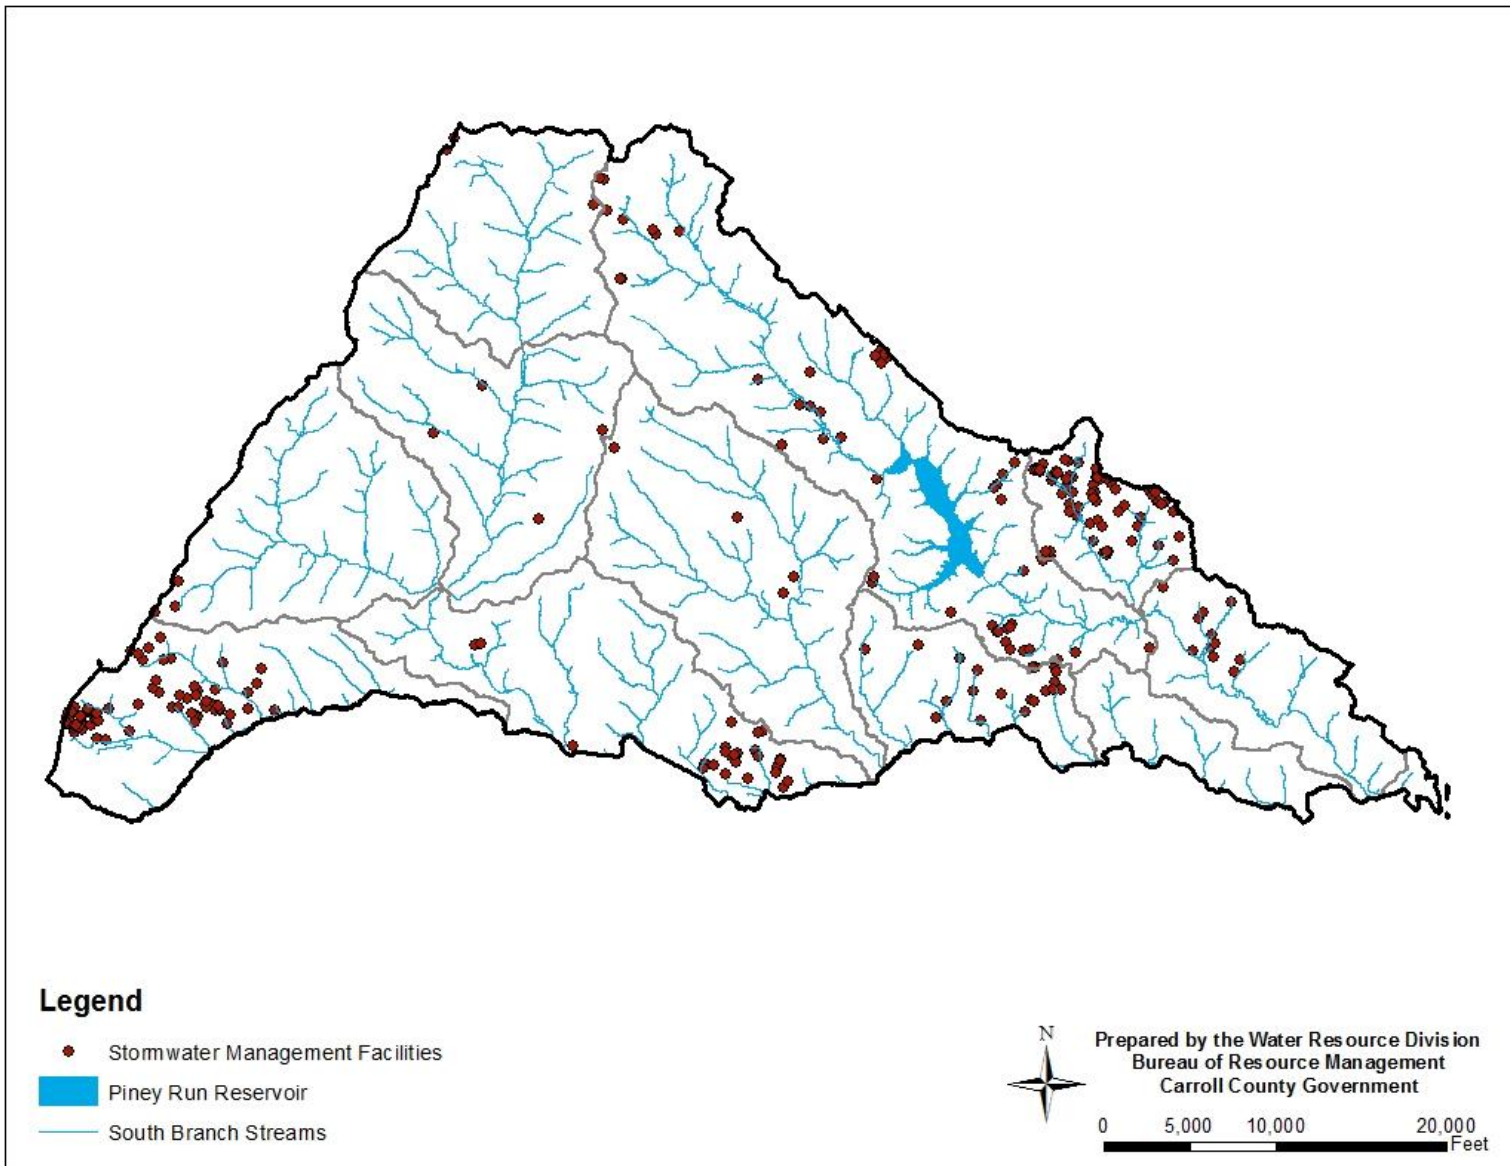 Legend
Stormwater Management Facilities
Piney Run Reservoir
South Branch Streams
N
Prepared by the Water Resource Division
Bureau of Resource Management
Carroll County Government
0 5,000 10,000 20,000
Feet